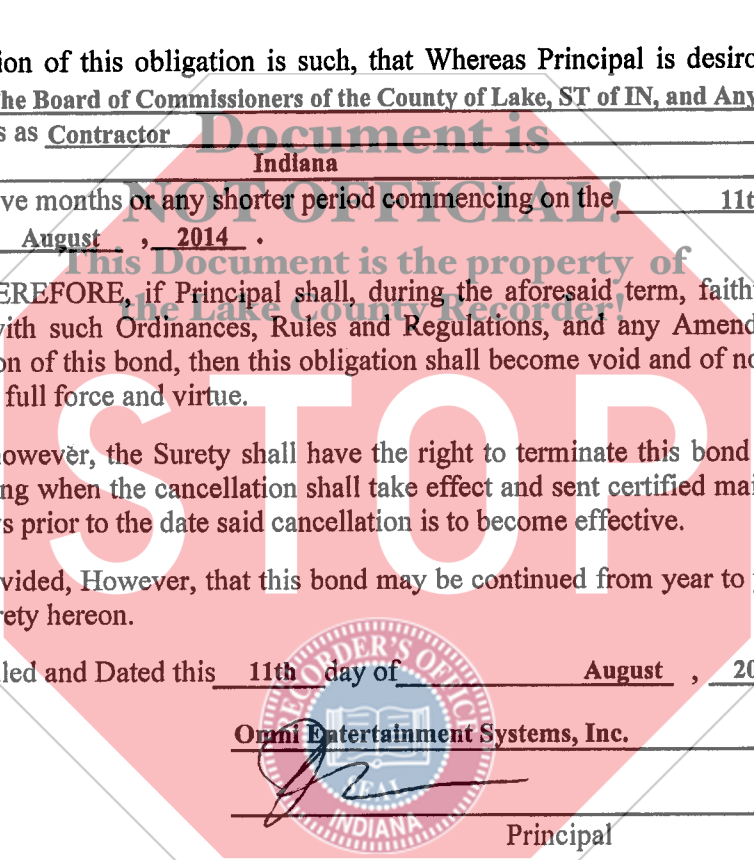 ion of this obligation is such, that Whereas Principal is desiro
he Board of Commissioners of the County of Lake, ST of IN, and Any
s as Contractor
Document is
Indiana
NOT OFFICIAL!
ve months or any shorter period commencing on the 11t
August , 2014 .
This Document is the property of
EREFORE, if Principal shall, during the aforesaid term, faith
the Lake County Recorder!
with such Ordinances, Rules and Regulations, and any Amend
on of this bond, then this obligation shall become void and of no
full force and virtue.
STOP
owever, the Surety shall have the right to terminate this bond
ng when the cancellation shall take effect and sent certified mai
s prior to the date said cancellation is to become effective.
vided, However, that this bond may be continued from year to
rety hereon.
led and Dated this 11th day of August , 20
RECORDER'S OFFICE
Omni Entertainment Systems, Inc.
SEAL
INDIANA
Principal